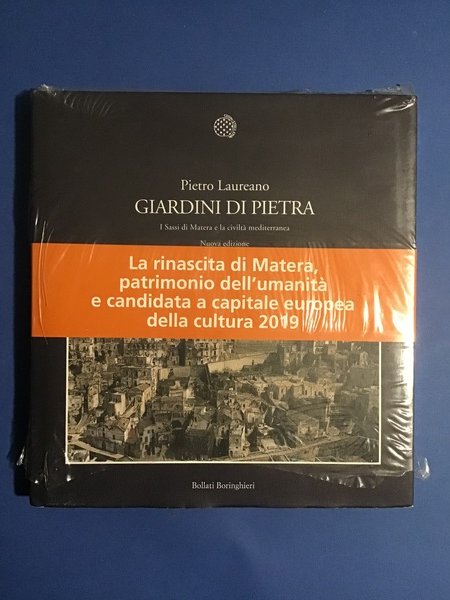 Pietro Laureano
GIARDINI DI PIETRA
I Sassi di Matera e la civiltà mediterranea
Nuova edizione
La rinascita di Matera,
patrimonio dell'umanità
e candidata a capitale europea
della cultura 2019
Bollati Boringhieri